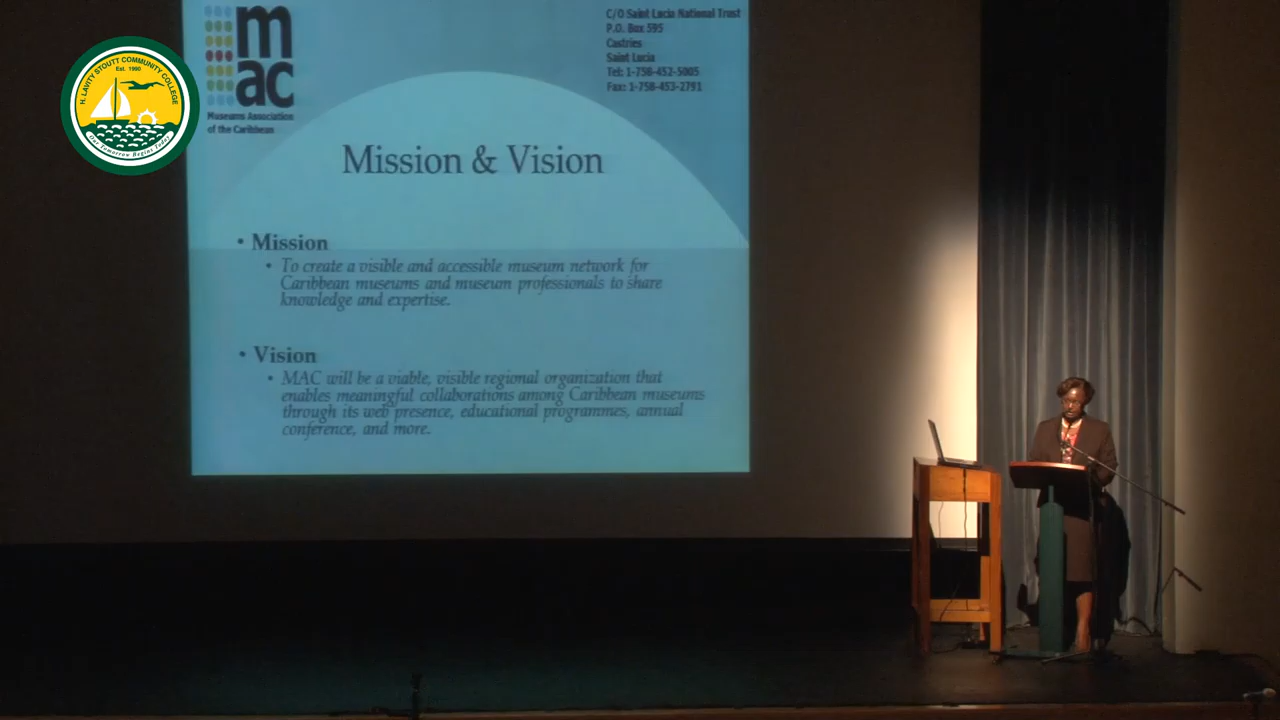 H. LAVITY STOUTT COMMUNITY COLLEGE
Est. 1990
Our Tomorrow Begins Today
mac
Museums Association
of the Caribbean
C/O Saint Lucia National Trust
P.O. Box 595
Castries
Saint Lucia
Tel: 1-758-452-5005
Fax: 1-758-453-2791
Mission & Vision
• Mission
• To create a visible and accessible museum network for
Caribbean museums and museum professionals to share
knowledge and expertise.
• Vision
• MAC will be a viable, visible regional organization that
enables meaningful collaborations among Caribbean museums
through its web presence, educational programmes, annual
conference, and more.